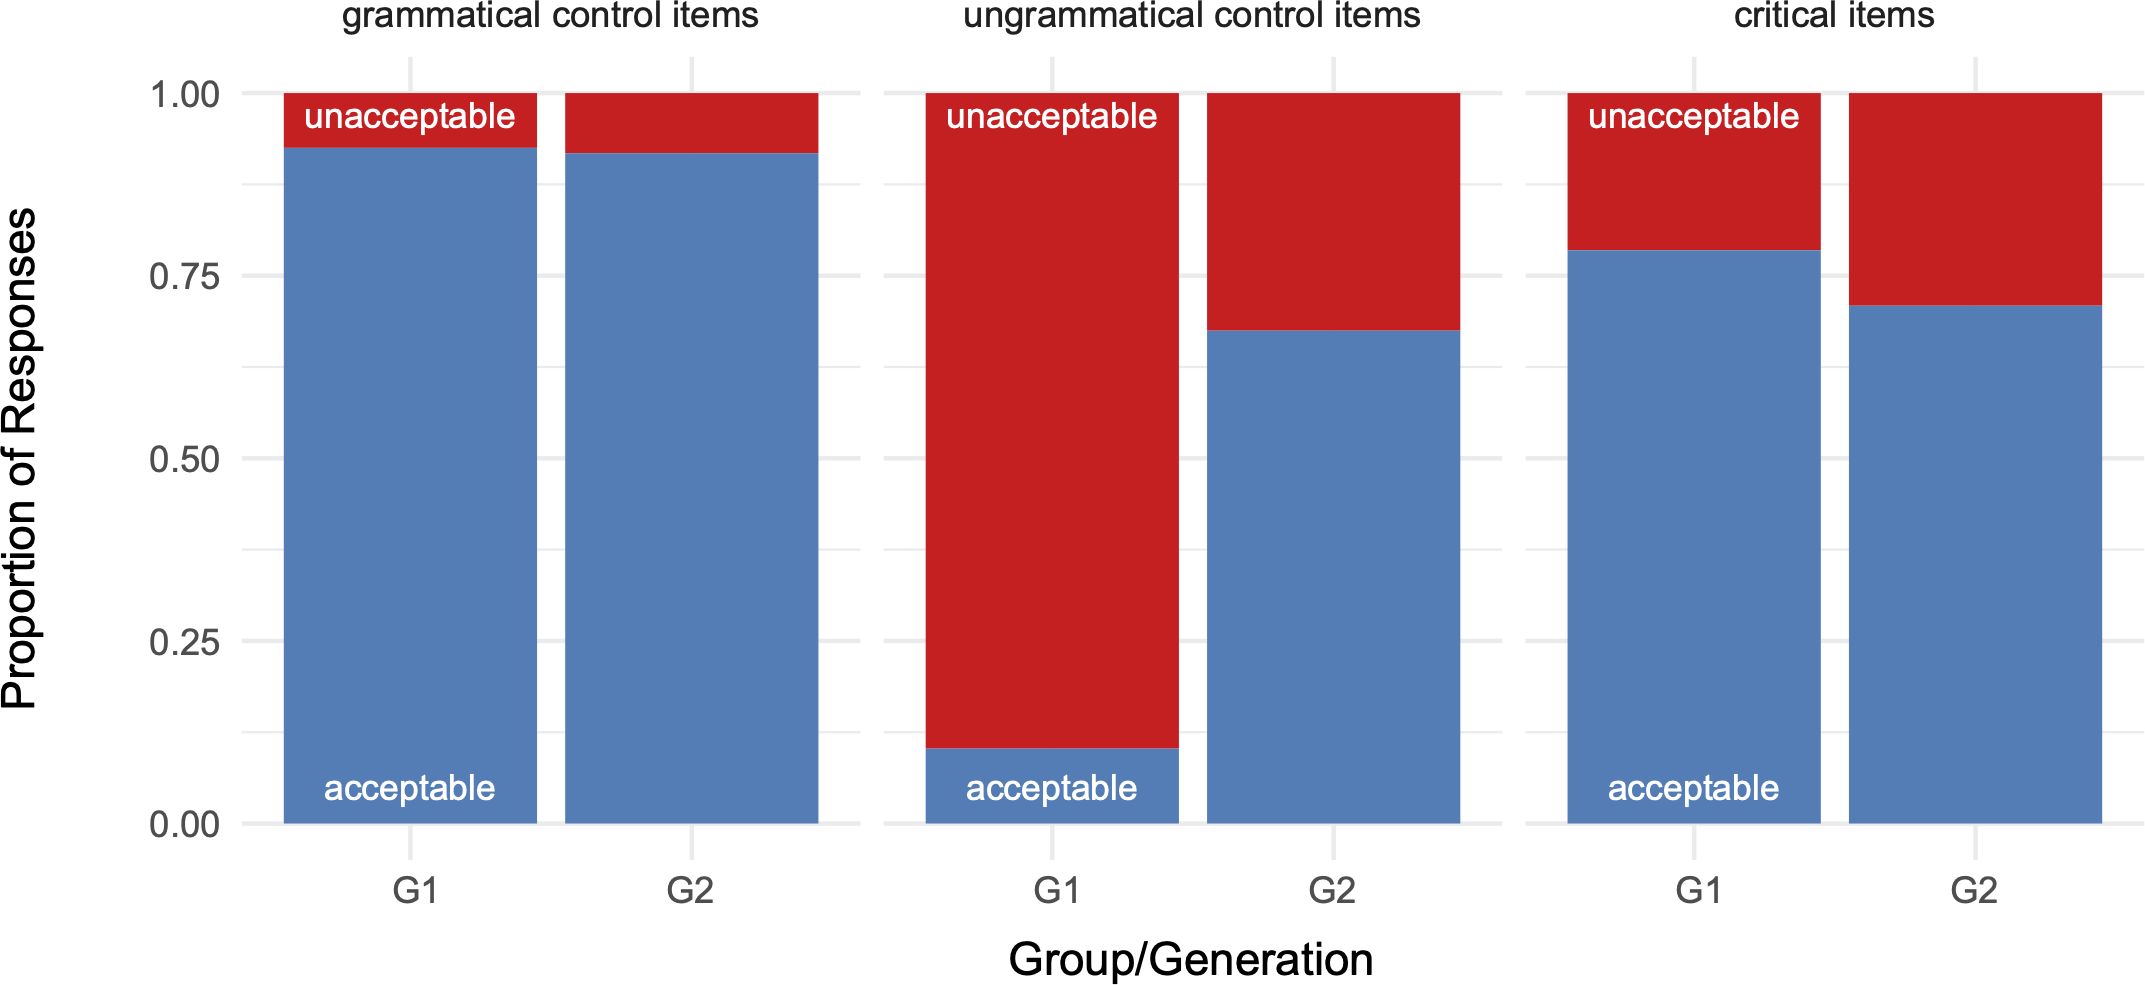 grammatical control items
ungrammatical control items
critical items
Proportion of Responses
1.00
0.75
0.50
0.25
0.00
unacceptable
acceptable
unacceptable
acceptable
unacceptable
acceptable
G1
G2
G1
G2
G1
G2
Group/Generation